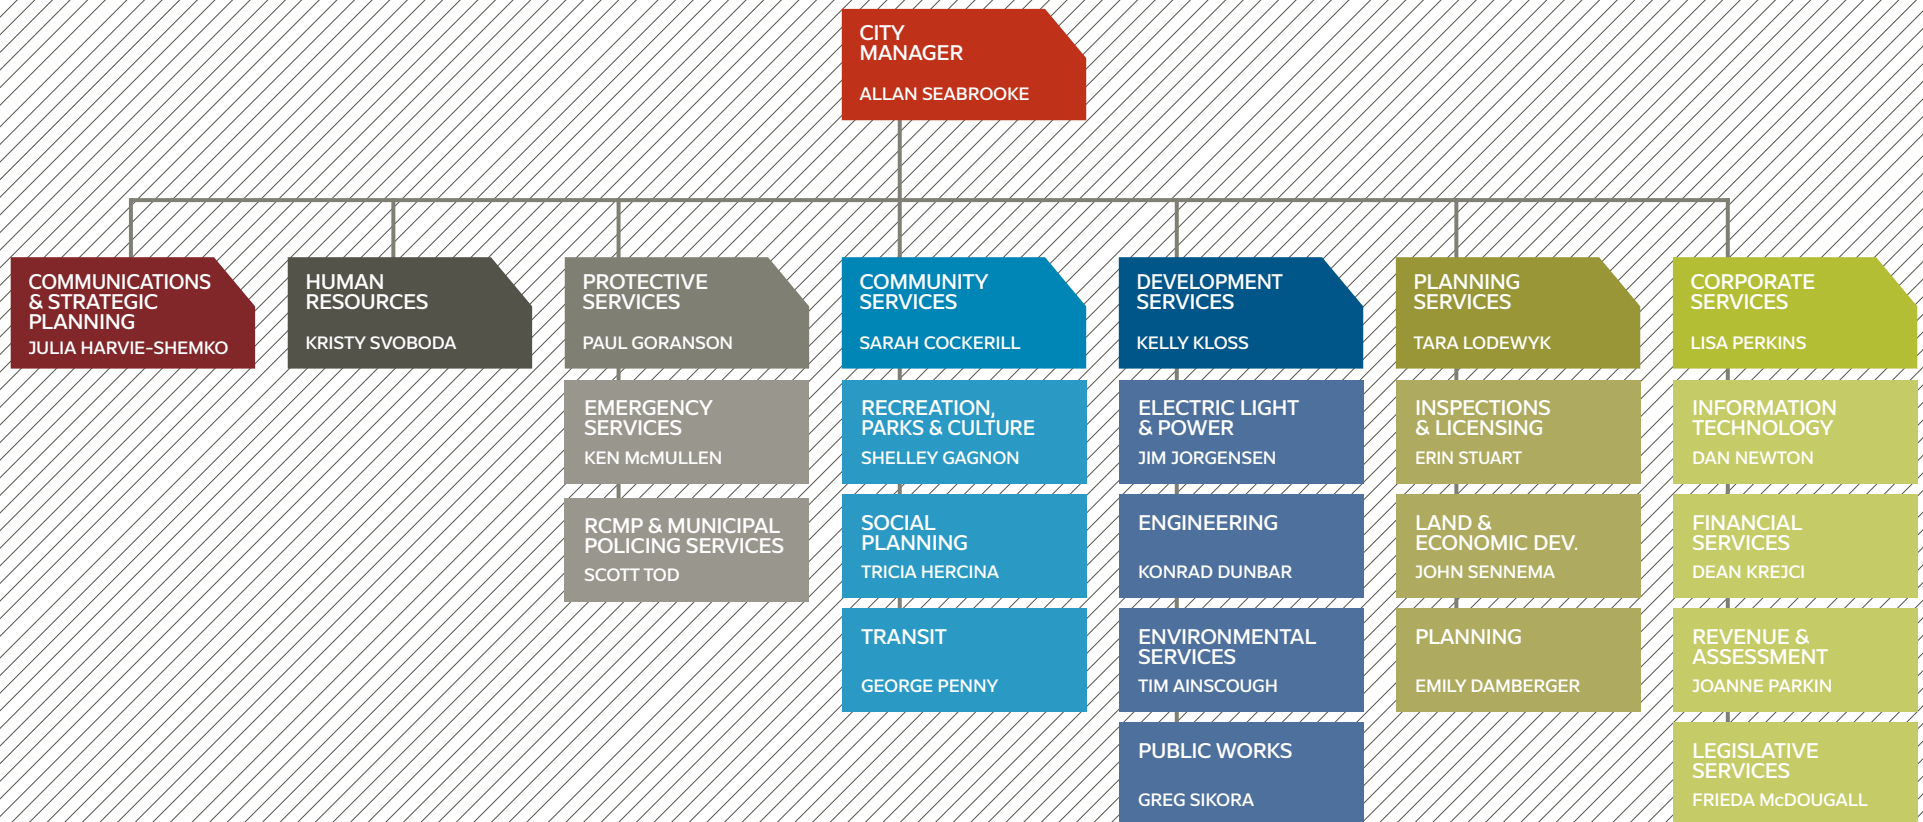 CITY
MANAGER
ALLAN SEABROOKE
COMMUNICATIONS
& STRATEGIC
PLANNING
JULIA HARVIE-SHEMKO
HUMAN
RESOURCES
KRISTY SVOBODA
PROTECTIVE
SERVICES
PAUL GORANSON
EMERGENCY
SERVICES
KEN McMULLEN
RCMP & MUNICIPAL
POLICING SERVICES
SCOTT TOD
COMMUNITY
SERVICES
SARAH COCKERILL
RECREATION,
PARKS & CULTURE
SHELLEY GAGNON
SOCIAL
PLANNING
TRICIA HERCINA
TRANSIT
GEORGE PENNY
DEVELOPMENT
SERVICES
KELLY KLOSS
ELECTRIC LIGHT
& POWER
JIM JORGENSEN
ENGINEERING
KONRAD DUNBAR
ENVIRONMENTAL
SERVICES
TIM AINSCOUGH
PUBLIC WORKS
GREG SIKORA
PLANNING
SERVICES
TARA LODEWYK
INSPECTIONS
& LICENSING
ERIN STUART
LAND &
ECONOMIC DEV.
JOHN SENNEMA
PLANNING
EMILY DAMBERGER
CORPORATE
SERVICES
LISA PERKINS
INFORMATION
TECHNOLOGY
DAN NEWTON
FINANCIAL
SERVICES
DEAN KREJCI
REVENUE &
ASSESSMENT
JOANNE PARKIN
LEGISLATIVE
SERVICES
FRIEDA McDOUGALL